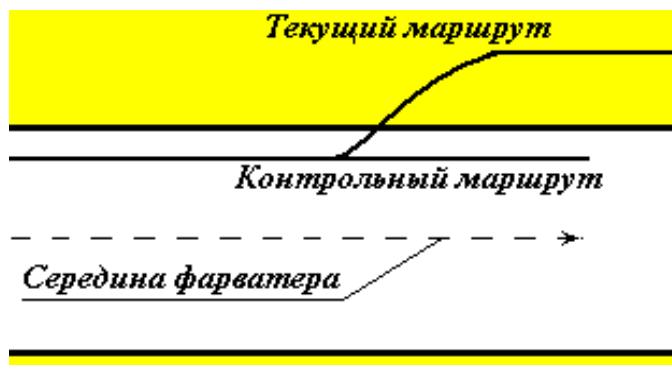 Текущий маршрут
Контрольный маршрут
Середина фарватера